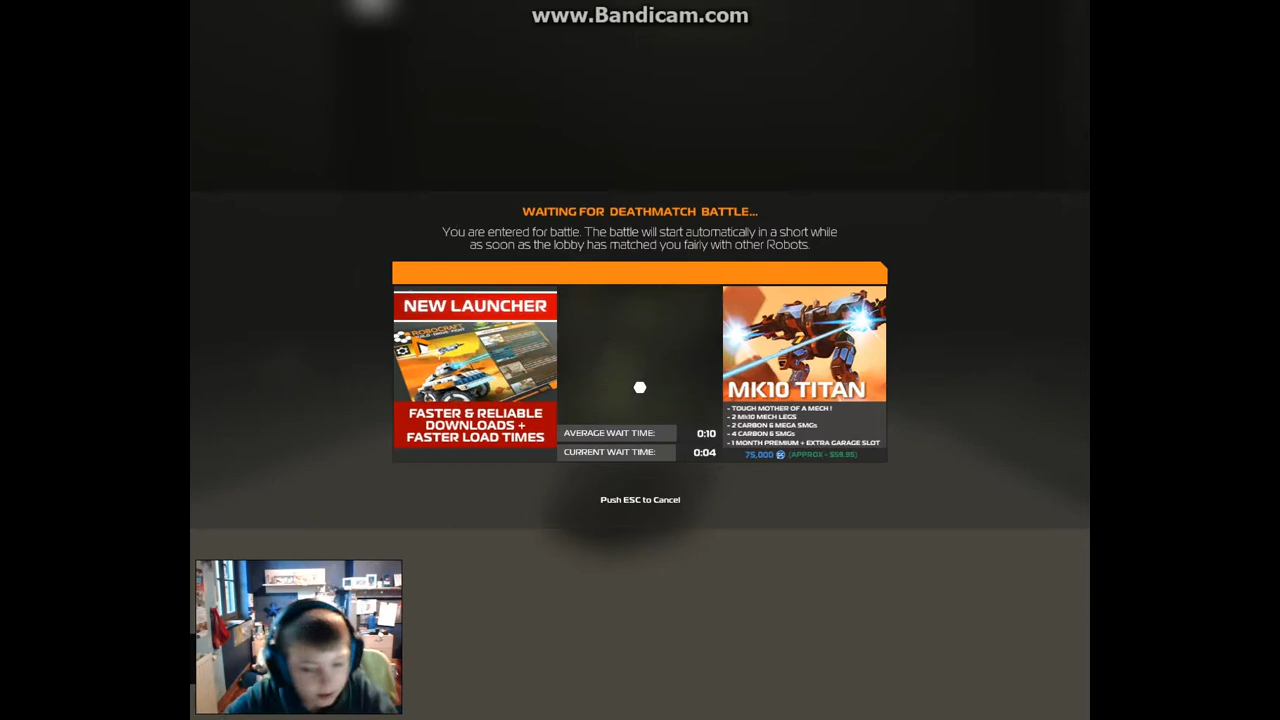 www.Bandicam.com
WAITING FOR DEATHMATCH BATTLE...
You are entered for battle. The battle will start automatically in a short while
as soon as the lobby has matched you fairly with other Robots.
NEW LAUNCHER
ROBOCRAFT
FASTER & RELIABLE
DOWNLOADS +
FASTER LOAD TIMES
AVERAGE WAIT TIME: 0:10
CURRENT WAIT TIME: 0:04
MK10 TITAN
- TOUGH MOTHER OF A MECH !
- 2 Mk10 MECH LEGS
- 2 CARBON 6 MEGA SMGs
- 4 CARBON 6 SMGs
- 1 MONTH PREMIUM + EXTRA GARAGE SLOT
75,000 (APPROX - $59.95)
Push ESC to Cancel